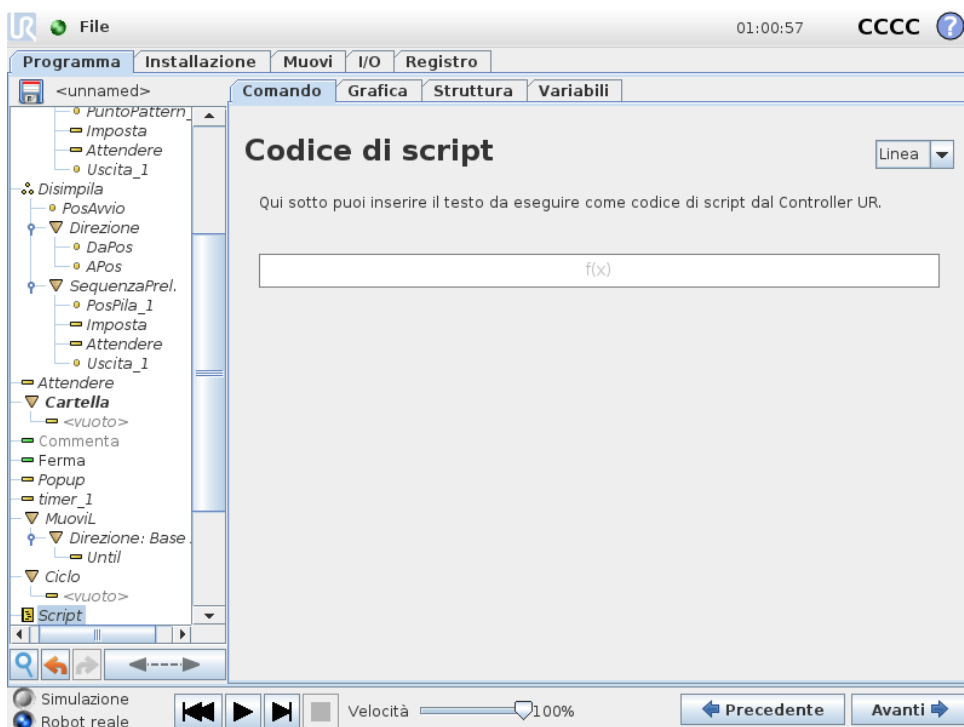 UR File 01:00:57 CCCC ?
Programma Installazione Muovi I/O Registro
<unnamed>
Comando Grafica Struttura Variabili
PuntoPattern_
Imposta
Attendere
Uscita_1
Disimpila
PosAvvio
Direzione
DaPos
APos
SequenzaPrel.
PosPila_1
Imposta
Attendere
Uscita_1
Attendere
Cartella
<vuoto>
Commenta
Ferma
Popup
timer_1
MuoviL
Direzione: Base .
Until
Ciclo
<vuoto>
Script
Codice di script
Linea
Qui sotto puoi inserire il testo da eseguire come codice di script dal Controller UR.
f(x)
Simulazione
Robot reale
Velocità 100%
Precedente Avanti